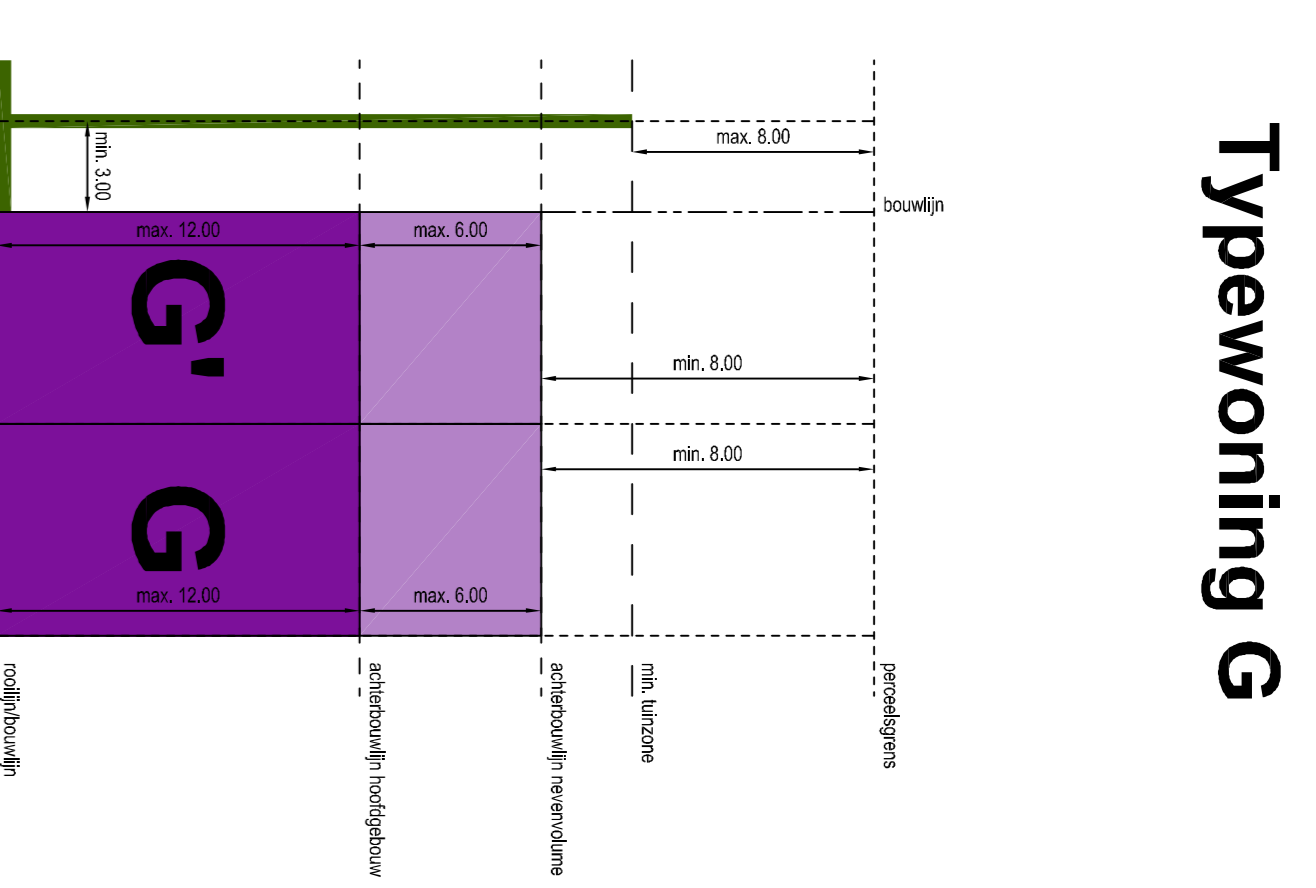 Typewoning G
max. 8.00
min. 3.00
bouwlijn
max. 12.00
max. 6.00
G'
min. 8.00
min. 8.00
G
max. 12.00
max. 6.00
rooilijn/bouwlijn
achterbouwlijn hoofdgebouw
achterbouwlijn nevenvolume
min. tuinzone
perceelsgrens